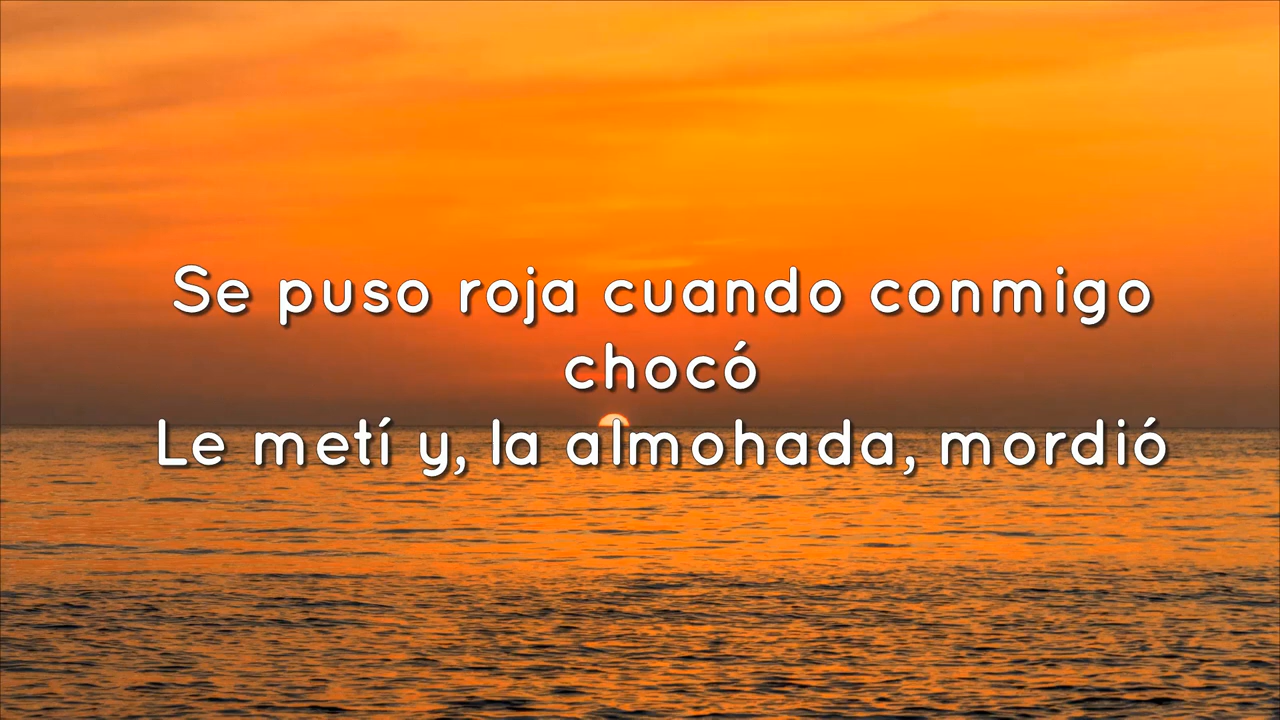 Se puso roja cuando conmigo
chocó
Le metí y, la almohada, mordió